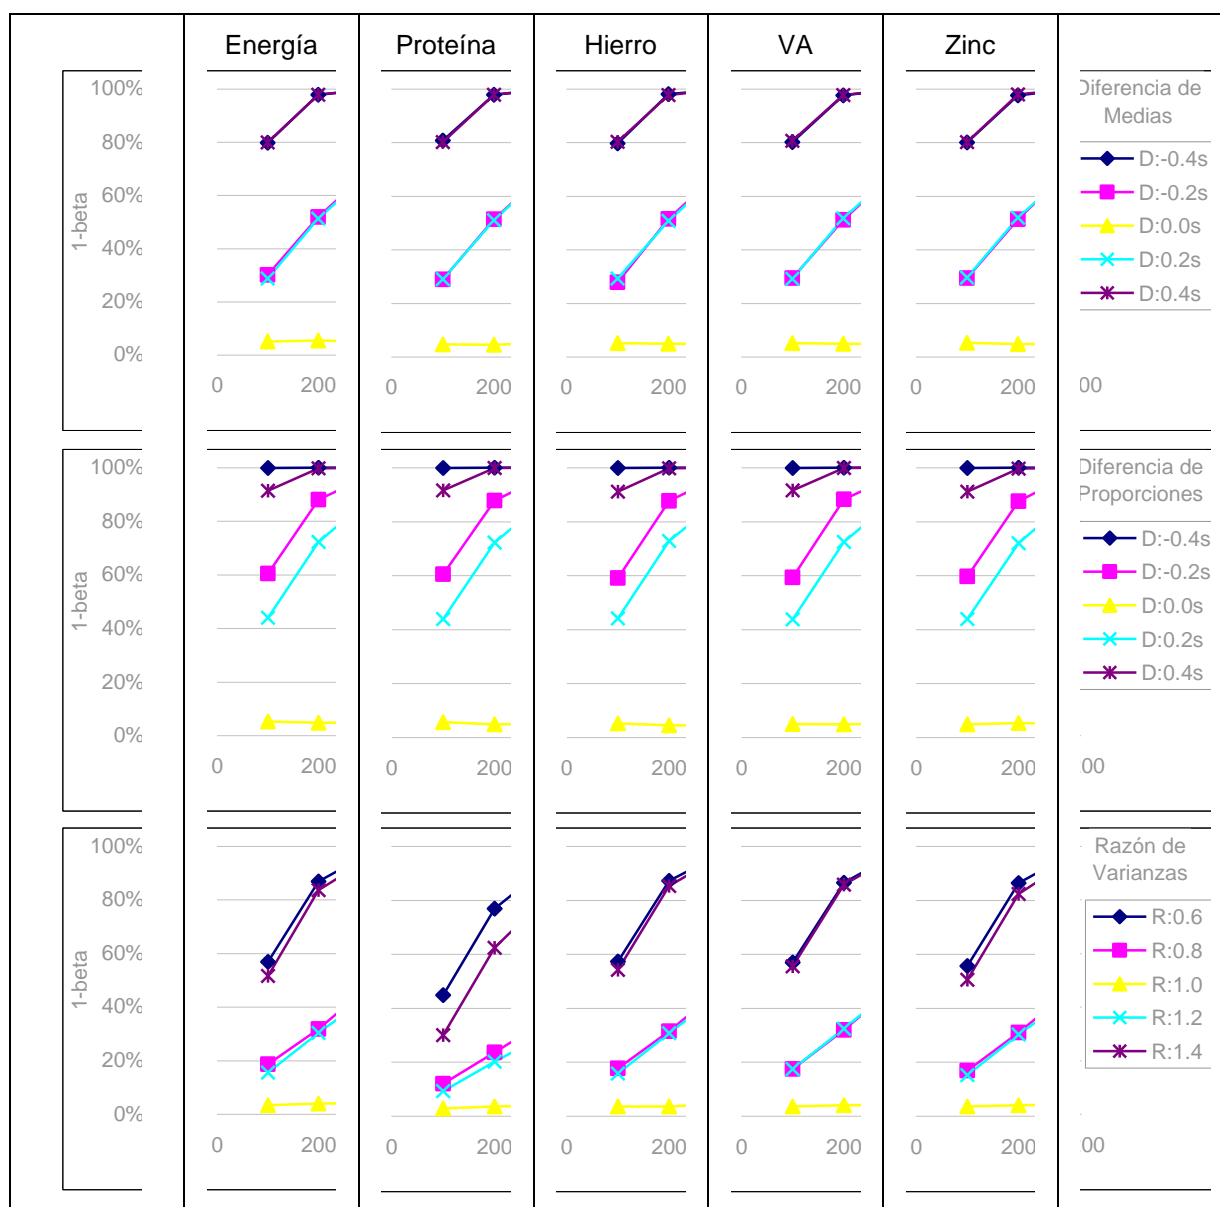 Energía Proteína Hierro VA Zinc
100%
80%
60%
40%
20%
0%
1-beta
0 200 0 200 0 200 0 200 0 200 00
Diferencia de
Medias
D:-0.4s
D:-0.2s
D:0.0s
D:0.2s
D:0.4s
100%
80%
60%
40%
20%
0%
1-beta
0 200 0 200 0 200 0 200 0 200 00
Diferencia de
Proporciones
D:-0.4s
D:-0.2s
D:0.0s
D:0.2s
D:0.4s
100%
80%
60%
40%
20%
0%
1-beta
0 200 0 200 0 200 0 200 0 200 00
Razón de
Varianzas
R:0.6
R:0.8
R:1.0
R:1.2
R:1.4